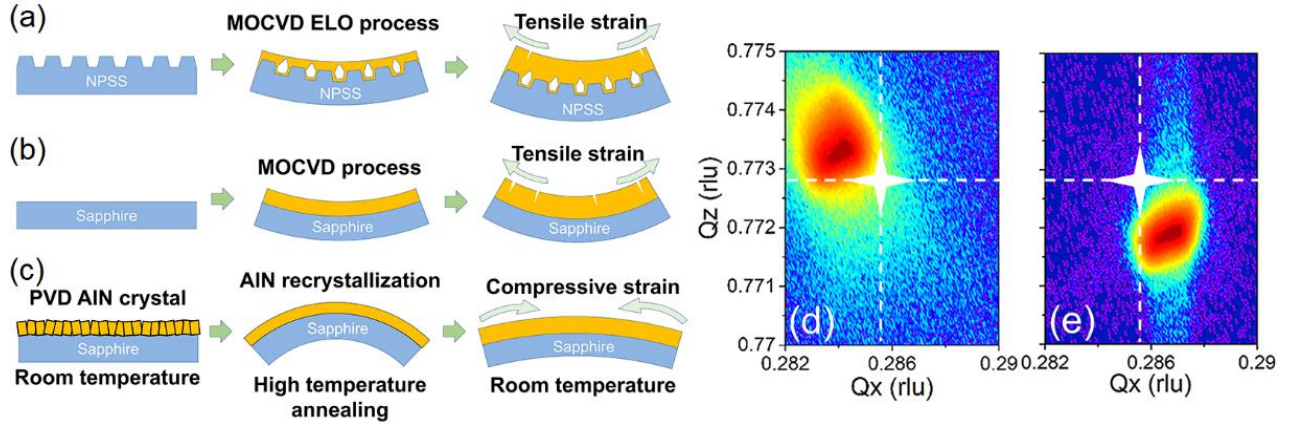 (a)
MOCVD ELO process
Tensile strain
NPSS
NPSS
NPSS
(b)
MOCVD process
Tensile strain
Sapphire
Sapphire
Sapphire
(c)
PVD AlN crystal
AlN recrystallization
Compressive strain
Sapphire
Sapphire
Sapphire
Room temperature
High temperature
annealing
Room temperature
0.775
0.774
0.773
0.772
0.771
0.77
Qz (rlu)
(d)
0.282
0.286
0.29
Qx (rlu)
(e)
0.282
0.286
0.29
Qx (rlu)